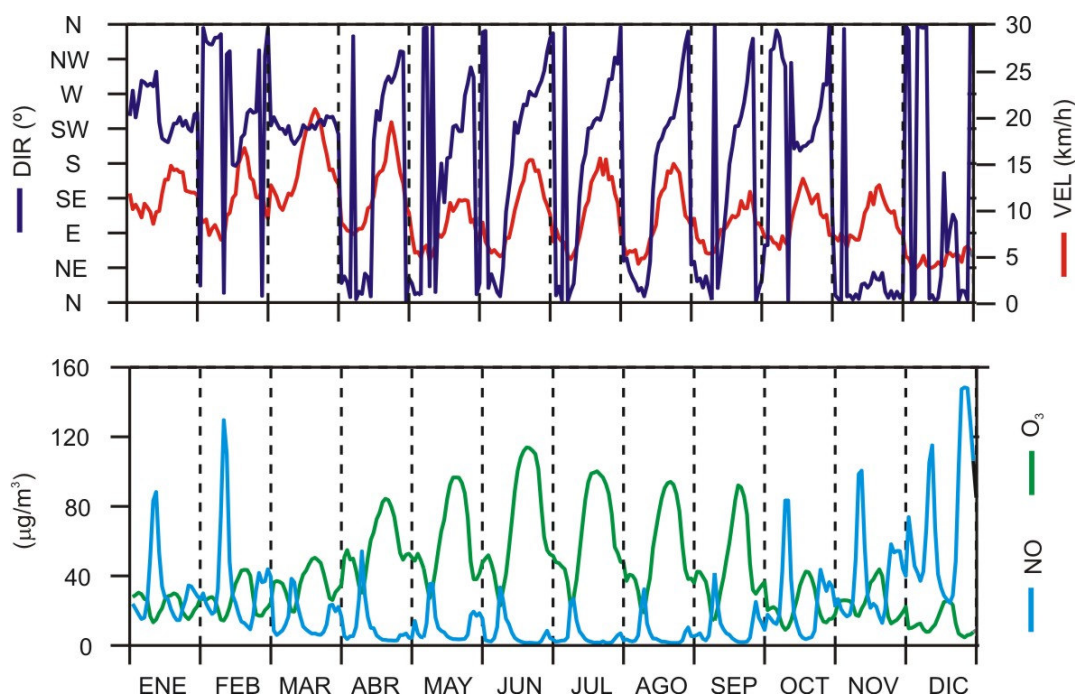 DIR (º)
N
NW
W
SW
S
SE
E
NE
N
30
25
20
15
10
5
0
VEL (km/h)
(μg/m³)
160
120
80
40
0
O₃
NO
ENE FEB MAR ABR MAY JUN JUL AGO SEP OCT NOV DIC